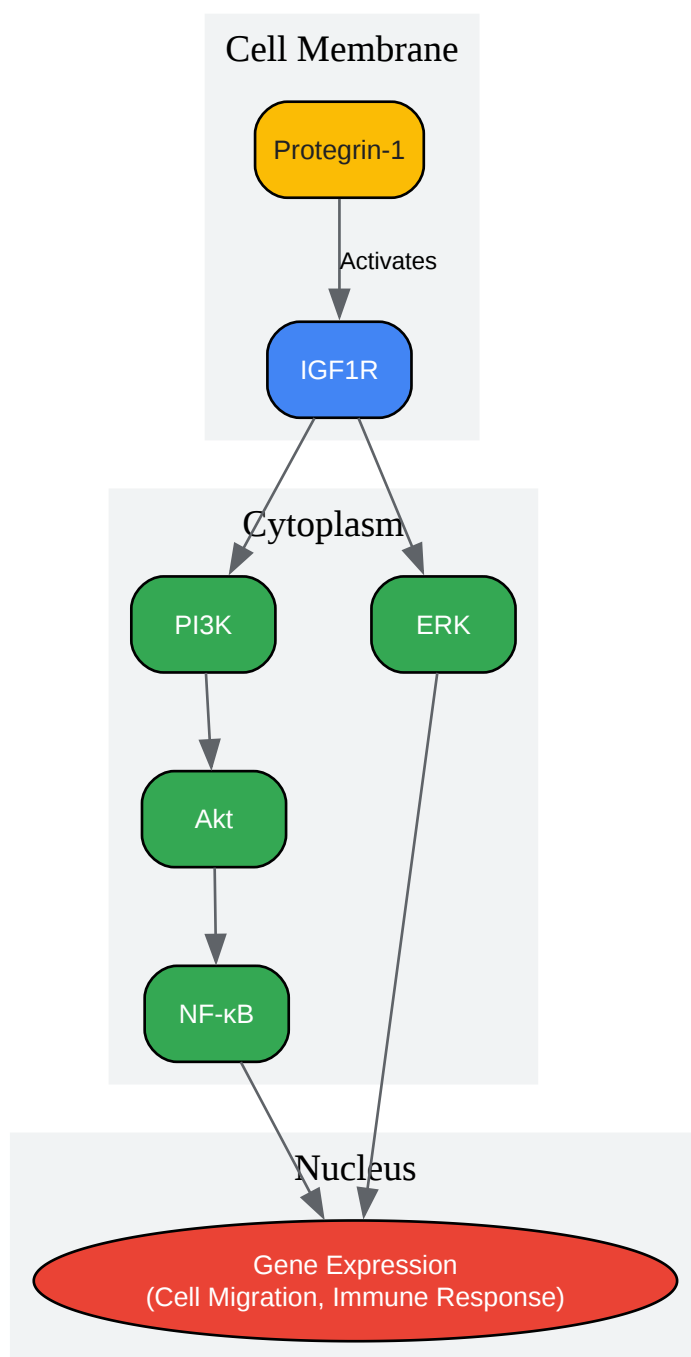 Cell Membrane
Protegrin-1
Activates
IGF1R
Cytoplasm
PI3K
ERK
Akt
NF-κB
Nucleus
Gene Expression
(Cell Migration, Immune Response)